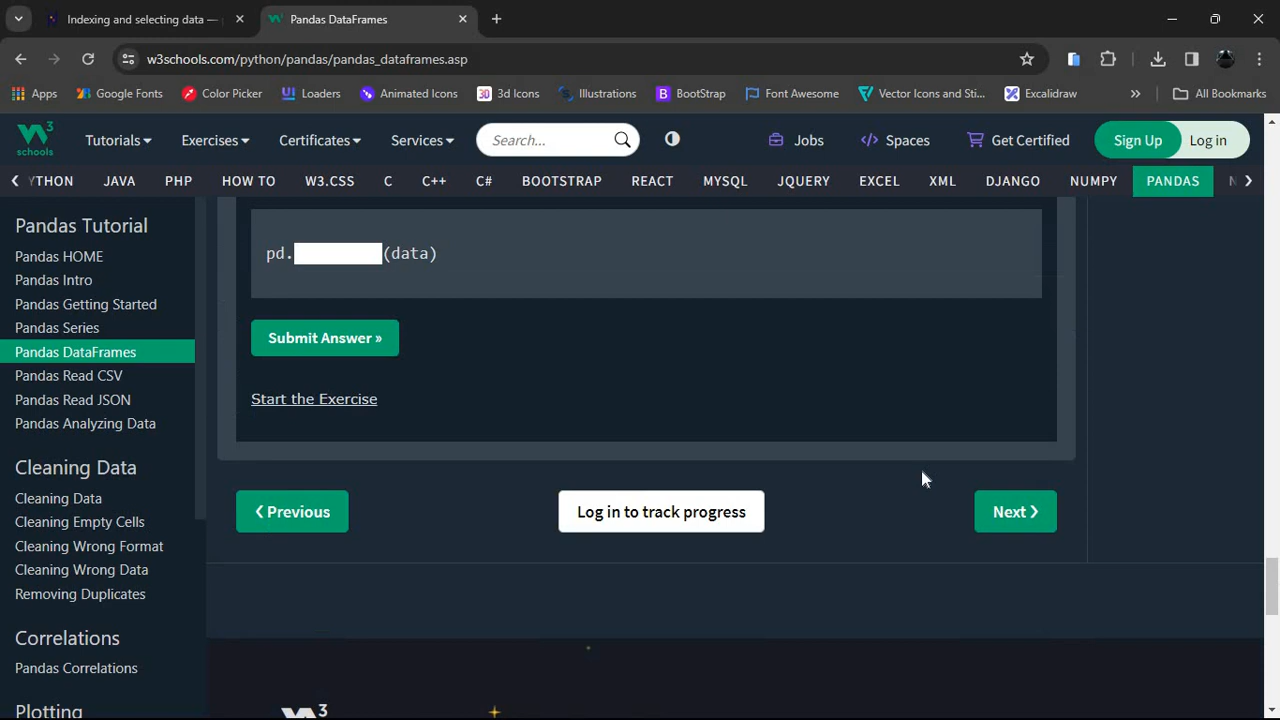 Indexing and selecting data —
Pandas DataFrames
w3schools.com/python/pandas/pandas_dataframes.asp
Apps
Google Fonts
Color Picker
Loaders
Animated Icons
3d Icons
Illustrations
BootStrap
Font Awesome
Vector Icons and Sti...
Excalidraw
All Bookmarks
W3 schools
Tutorials
Exercises
Certificates
Services
Search...
Jobs
Spaces
Get Certified
Sign Up
Log in
YTHON
JAVA
PHP
HOW TO
W3.CSS
C
C++
C#
BOOTSTRAP
REACT
MYSQL
JQUERY
EXCEL
XML
DJANGO
NUMPY
PANDAS
Pandas Tutorial
Pandas HOME
Pandas Intro
Pandas Getting Started
Pandas Series
Pandas DataFrames
Pandas Read CSV
Pandas Read JSON
Pandas Analyzing Data
Cleaning Data
Cleaning Data
Cleaning Empty Cells
Cleaning Wrong Format
Cleaning Wrong Data
Removing Duplicates
Correlations
Pandas Correlations
Plotting
pd. (data)
Submit Answer »
Start the Exercise
❮ Previous
Log in to track progress
Next ❯